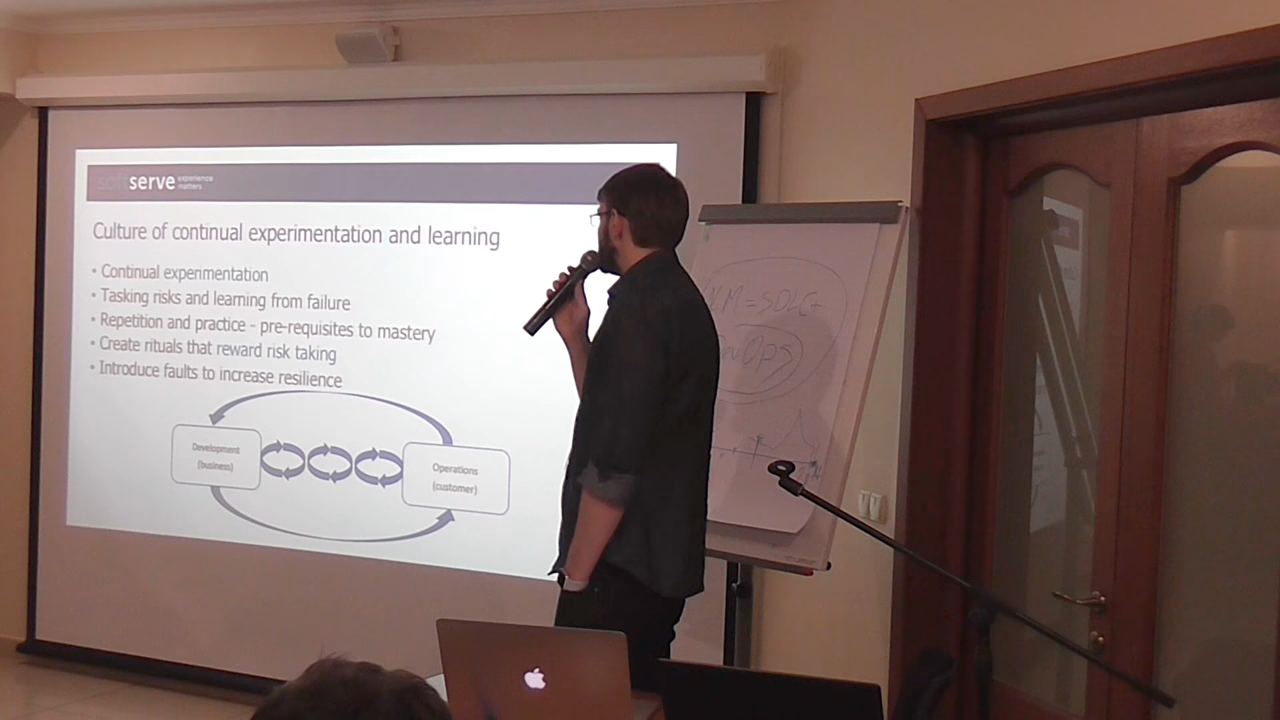 softserve experience matters
Culture of continual experimentation and learning
• Continual experimentation
• Tasking risks and learning from failure
• Repetition and practice - pre-requisites to mastery
• Create rituals that reward risk taking
• Introduce faults to increase resilience
Development
(business)
Operations
(customer)
=SDLC+
DevOps